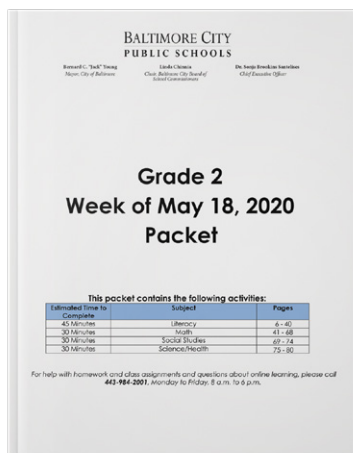 BALTIMORE CITY
PUBLIC SCHOOLS
Bernard C. "Jack" Young Linda Chinnia Dr. Sonja Brookins Santelises
Mayor, City of Baltimore Chair, Baltimore City Board of Chief Executive Officer
School Commissioners
Grade 2
Week of May 18, 2020
Packet
This packet contains the following activities:
Estimated Time to Complete Subject Pages
45 Minutes Literacy 6 - 40
30 Minutes Math 41 - 68
30 Minutes Social Studies 69 - 74
30 Minutes Science/Health 75 - 80
For help with homework and class assignments and questions about online learning, please call
443-984-2001, Monday to Friday, 8 a.m. to 6 p.m.